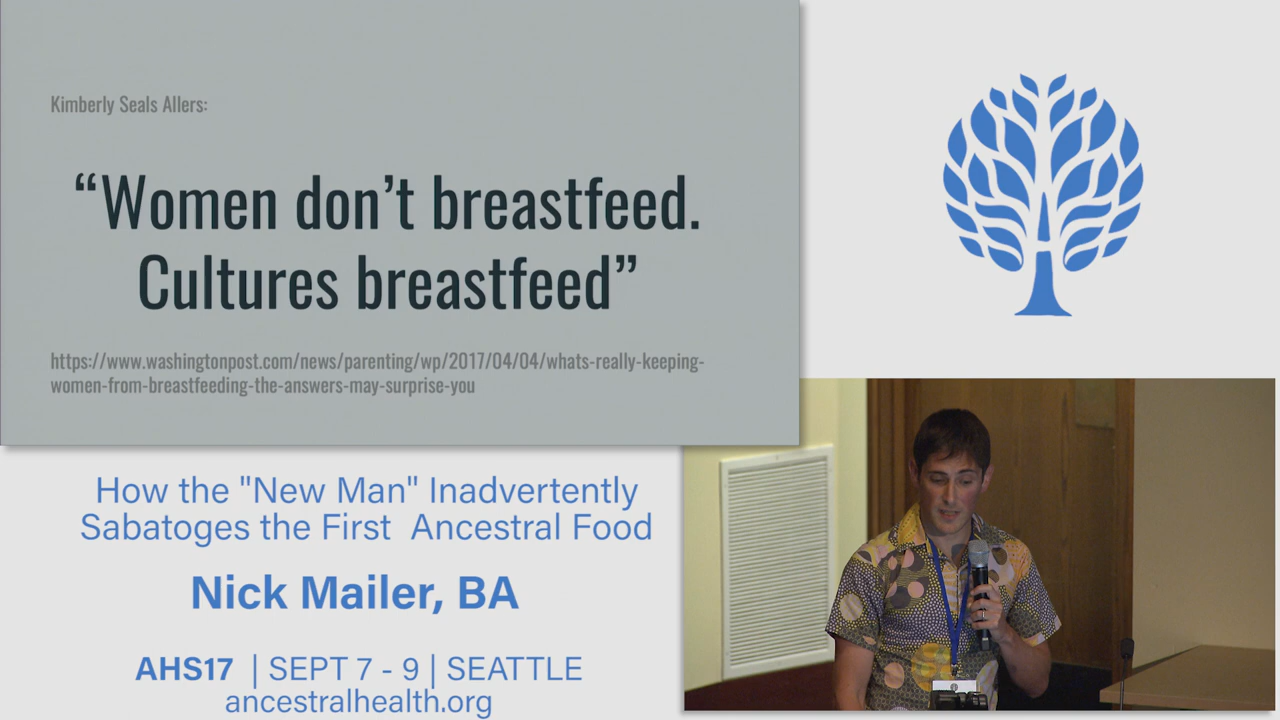 Kimberly Seals Allers:
“Women don’t breastfeed.
Cultures breastfeed”
https://www.washingtonpost.com/news/parenting/wp/2017/04/04/whats-really-keeping-
women-from-breastfeeding-the-answers-may-surprise-you
How the "New Man" Inadvertently
Sabatoges the First Ancestral Food
Nick Mailer, BA
AHS17 | SEPT 7 - 9 | SEATTLE
ancestralhealth.org